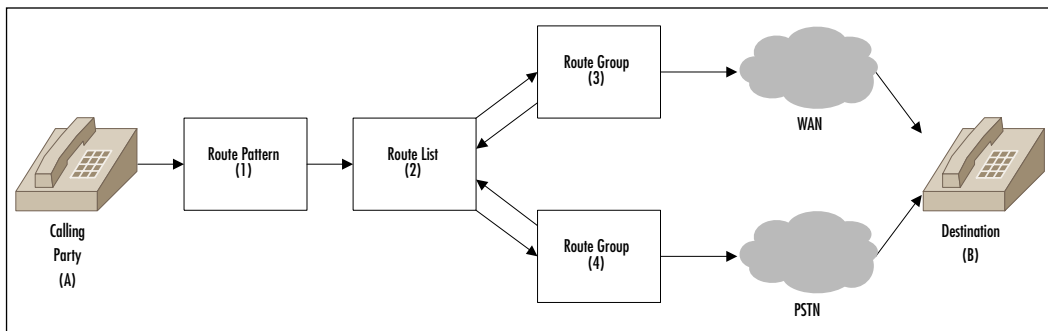 Calling
Party
(A)
Route Pattern
(1)
Route List
(2)
Route Group
(3)
Route Group
(4)
WAN
PSTN
Destination
(B)